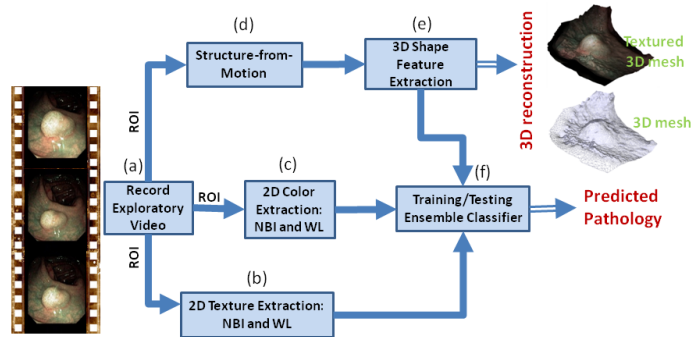 (d)
(e)
Structure-from-
Motion
3D Shape
Feature
Extraction
3D reconstruction
Textured
3D mesh
3D mesh
ROI
(a)
Record
Exploratory
Video
ROI
(c)
2D Color
Extraction:
NBI and WL
(f)
Training/Testing
Ensemble Classifier
Predicted
Pathology
ROI
(b)
2D Texture Extraction:
NBI and WL